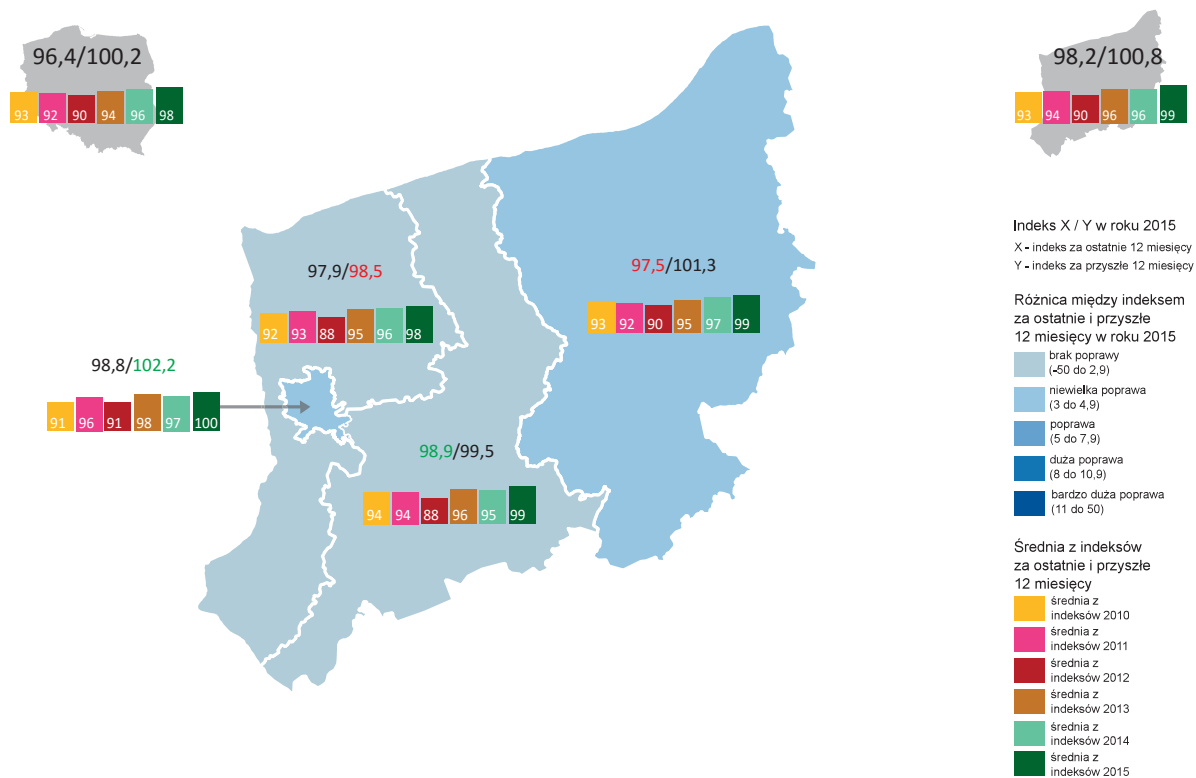 96,4/100,2
93 92 90 94 96 98
98,2/100,8
93 94 90 96 96 99
97,9/98,5
92 93 88 95 96 98
97,5/101,3
93 92 90 95 97 99
98,8/102,2
91 96 91 98 97 100
98,9/99,5
94 94 88 96 95 99
Indeks X / Y w roku 2015
X - indeks za ostatnie 12 miesięcy
Y - indeks za przyszłe 12 miesięcy
Różnica między indeksem
za ostatnie i przyszłe
12 miesięcy w roku 2015
brak poprawy
(-50 do 2,9)
niewielka poprawa
(3 do 4,9)
poprawa
(5 do 7,9)
duża poprawa
(8 do 10,9)
bardzo duża poprawa
(11 do 50)
Średnia z indeksów
za ostatnie i przyszłe
12 miesięcy
średnia z
indeksów 2010
średnia z
indeksów 2011
średnia z
indeksów 2012
średnia z
indeksów 2013
średnia z
indeksów 2014
średnia z
indeksów 2015